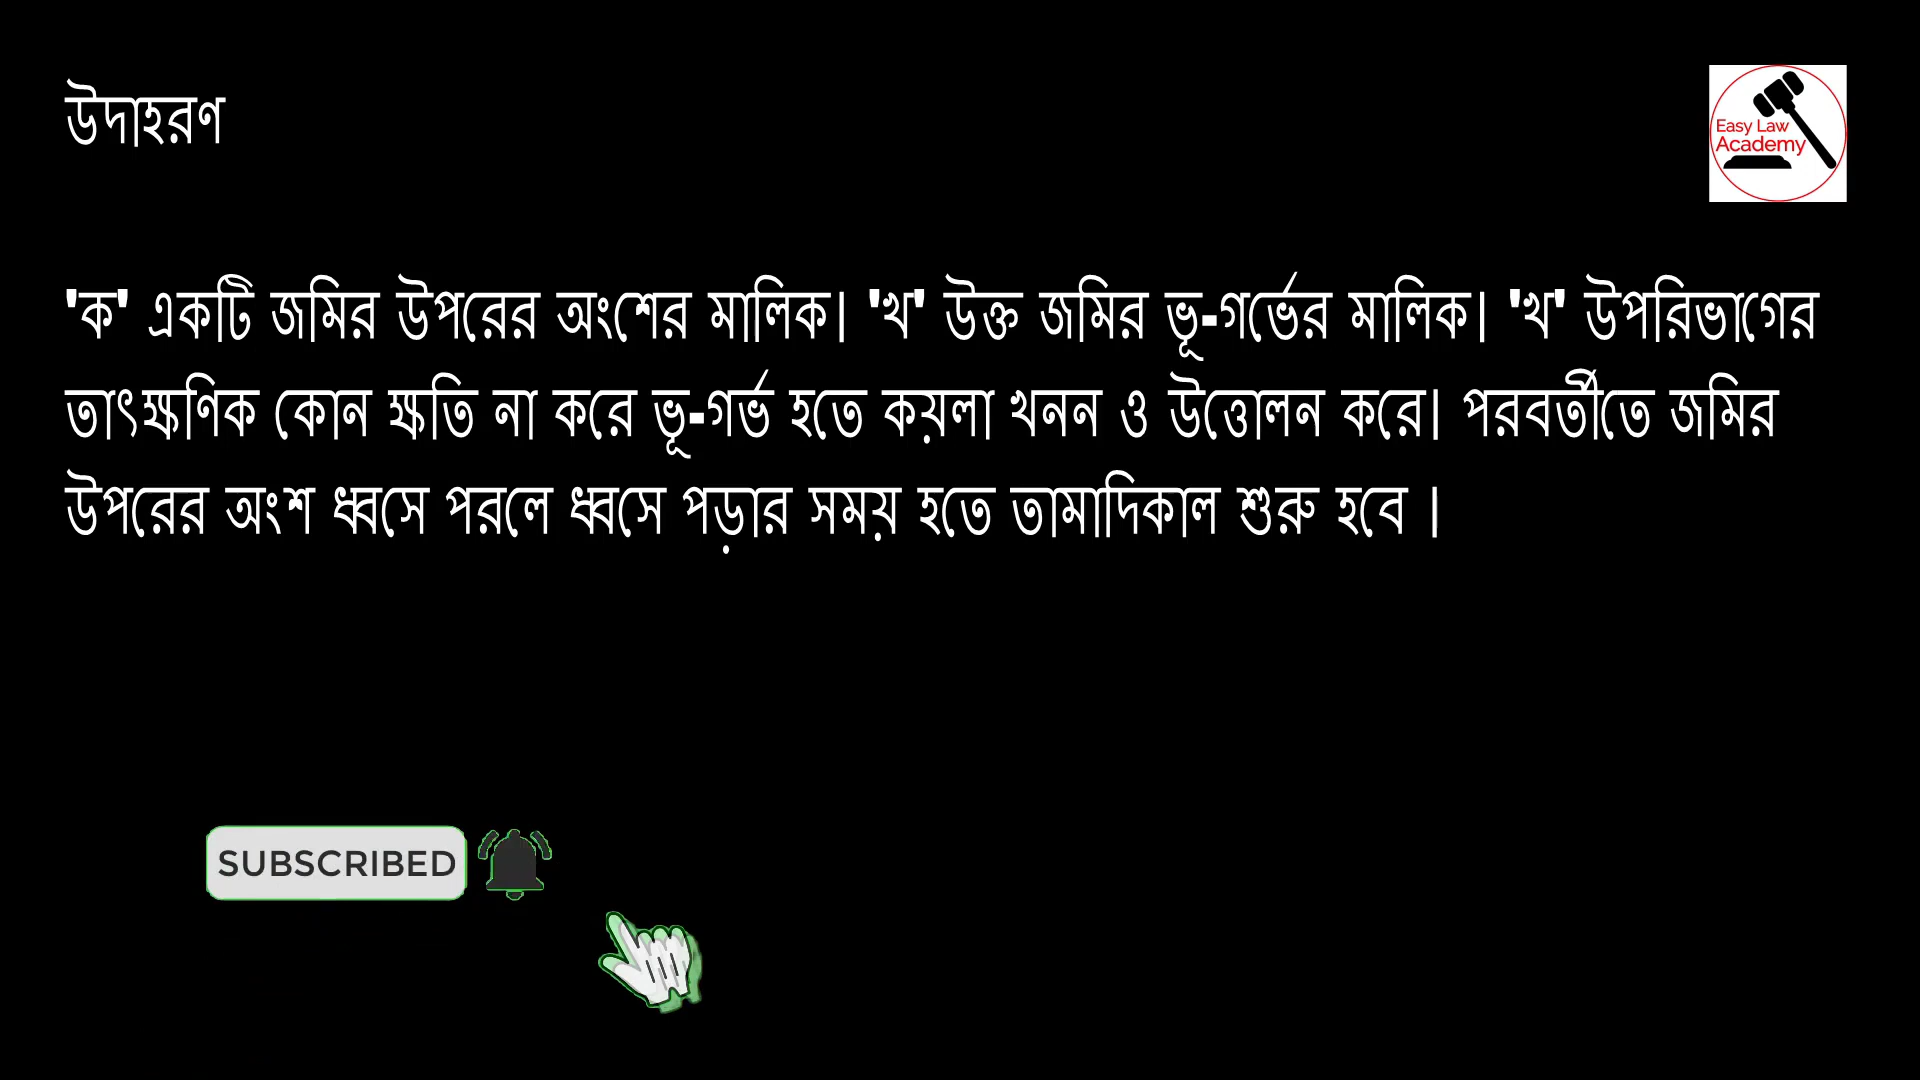 উদাহরণ
Easy Law
Academy
'ক' একটি জমির উপরের অংশের মালিক। 'খ' উক্ত জমির ভূ-গর্ভের মালিক। 'খ' উপরিভাগের
তাৎক্ষণিক কোন ক্ষতি না করে ভূ-গর্ভ হতে কয়লা খনন ও উত্তোলন করে। পরবর্তীতে জমির
উপরের অংশ ধ্বসে পরলে ধ্বসে পড়ার সময় হতে তামাদিকাল শুরু হবে ।
SUBSCRIBED